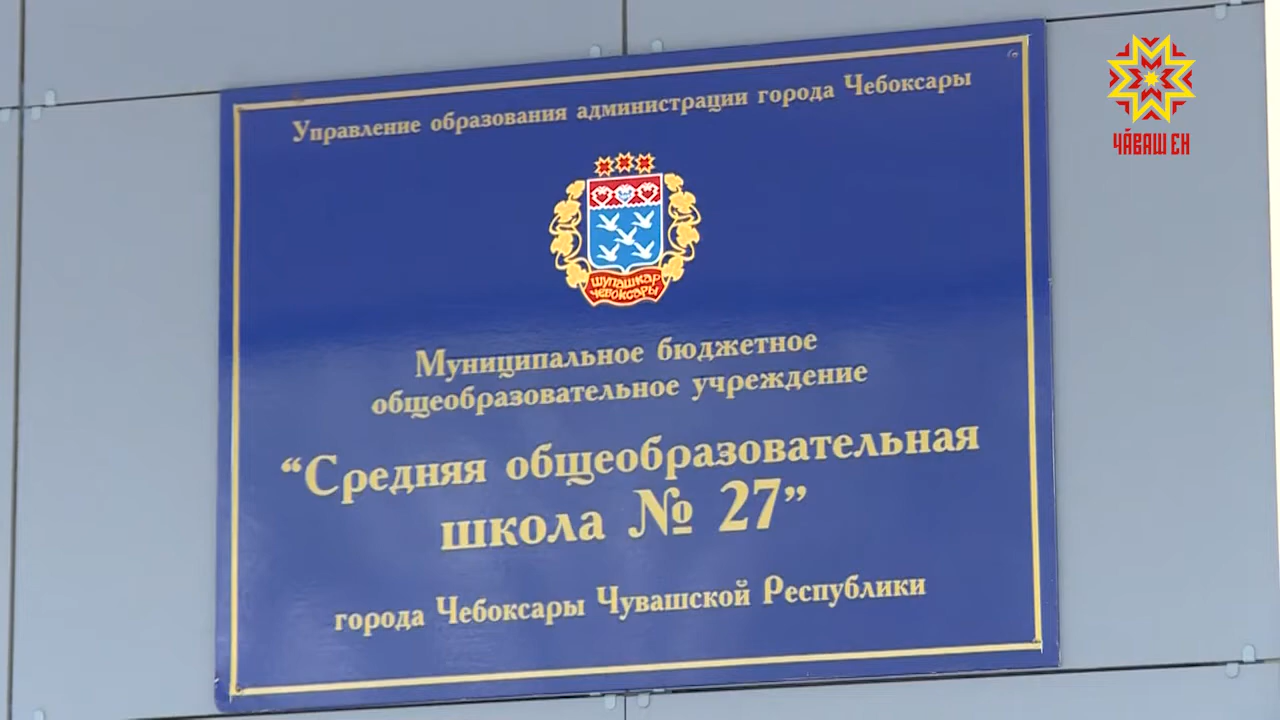 Управление образования администрации города Чебоксары
ШУПАШКАР
ЧЕБОКСАРЫ
Муниципальное бюджетное
общеобразовательное учреждение
“Средняя общеобразовательная
школа № 27”
города Чебоксары Чувашской Республики
ЧӐВАШ ЕН